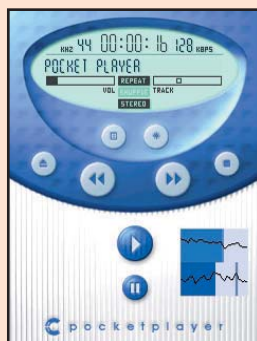 KHZ 44 00:00:16 128 KBPS
POCKET PLAYER
REPEAT
VOL SHUFFLE TRACK
STEREO
pocketplayer